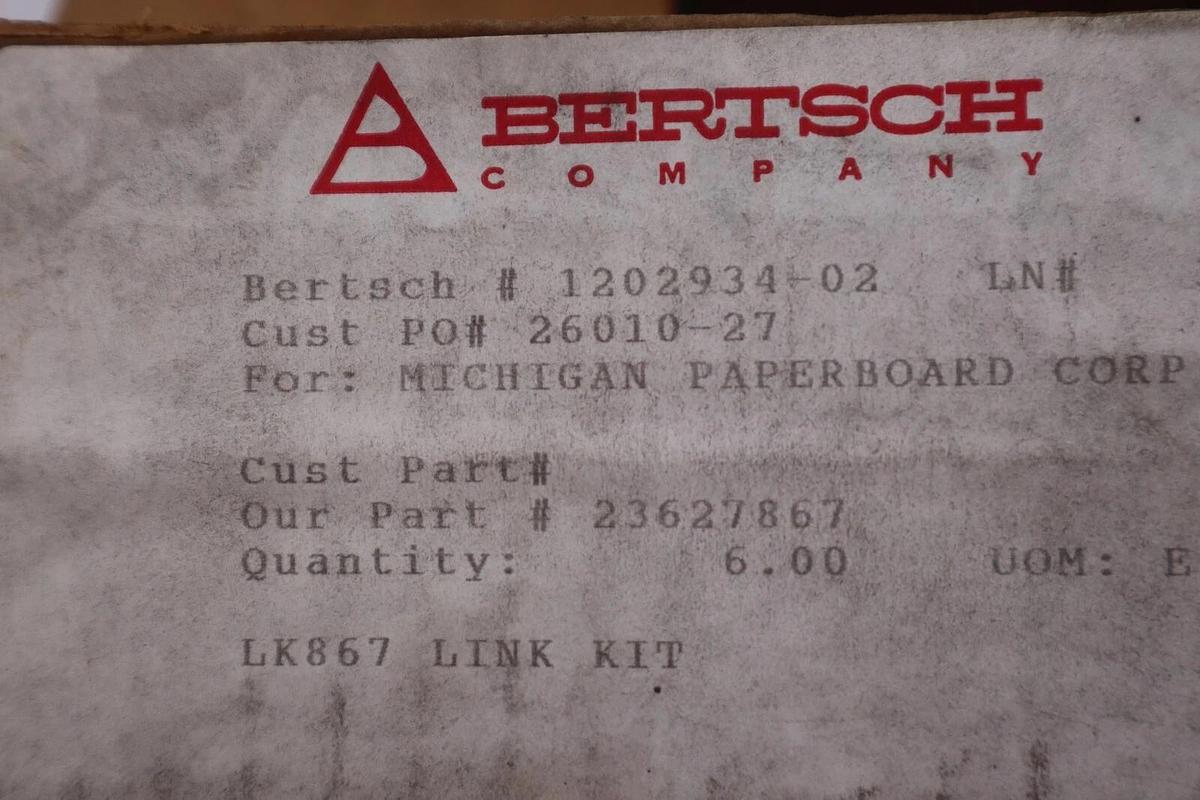 BERTSCH
COMPANY
Bertsch # 1202934-02 LN#
Cust PO# 26010-27
For: MICHIGAN PAPERBOARD CORP
Cust Part#
Our Part # 23627867
Quantity: 6.00 UOM: E
LK867 LINK KIT